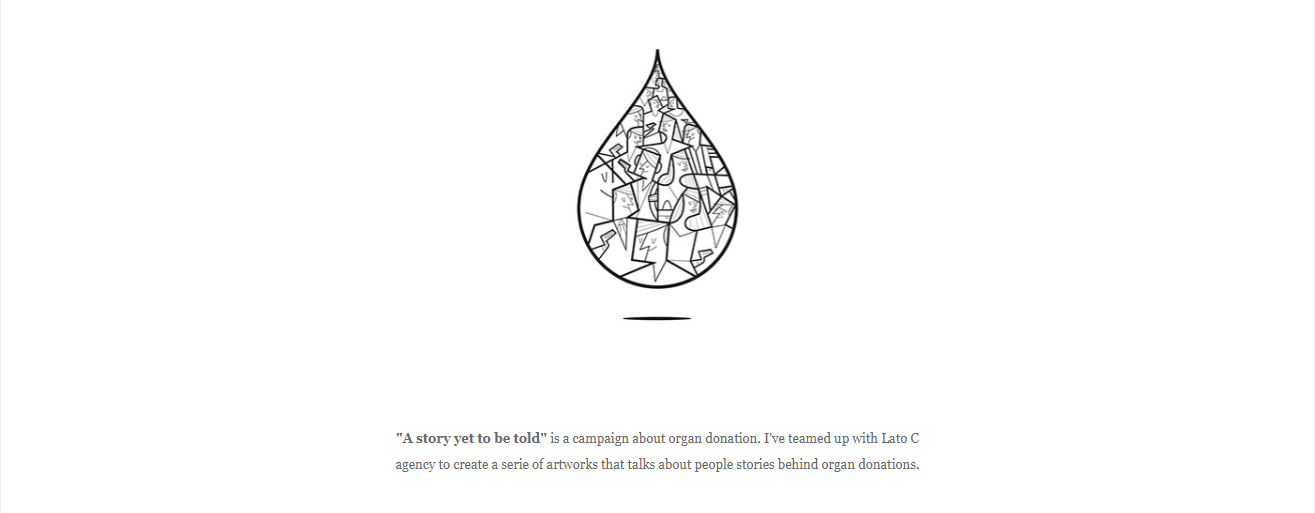 "A story yet to be told" is a campaign about organ donation. I've teamed up with Lato C
agency to create a serie of artworks that talks about people stories behind organ donations.